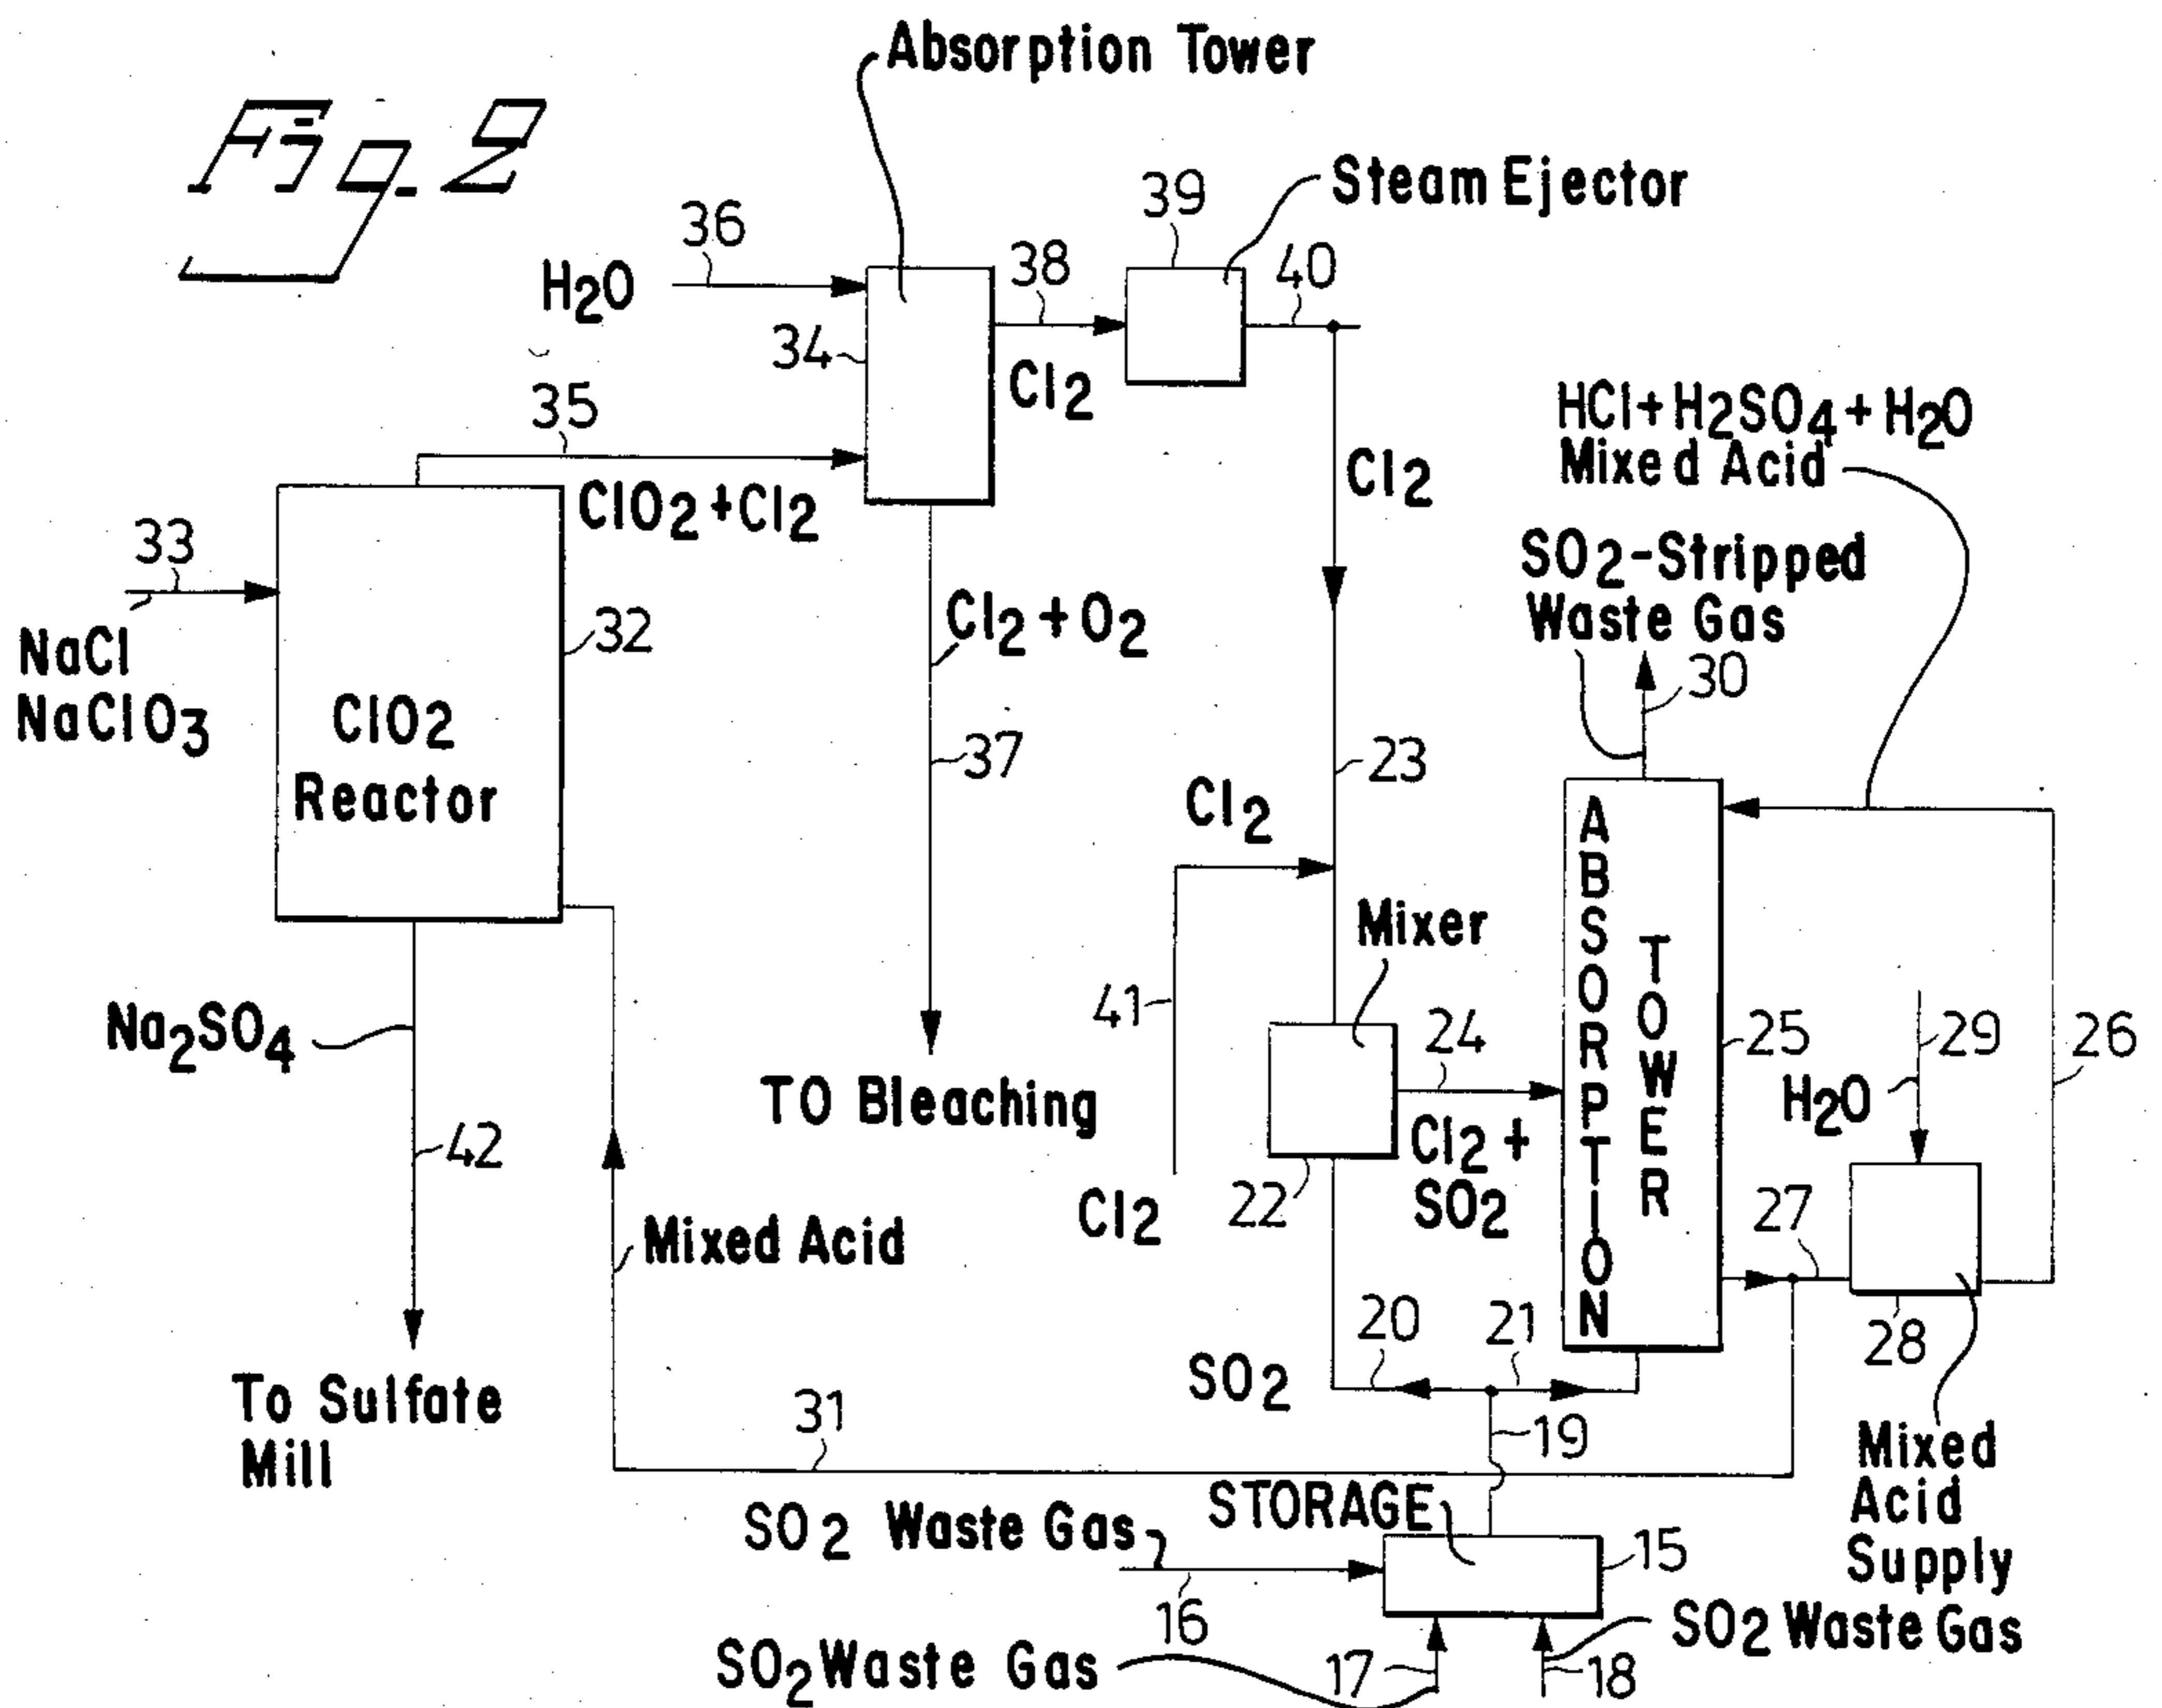 Fig. 2
Absorption Tower
Steam Ejector
39
36
H2O
38
40
34
Cl2
35
ClO2+Cl2
HCl+H2SO4+H2O
Mixed Acid
Cl2
33
NaCl
NaClO3
32
ClO2
Reactor
Cl2+O2
SO2-Stripped
Waste Gas
30
37
23
Cl2
ABSORPTION
TOWER
Mixer
Na2SO4
41
24
25
29
26
H2O
TO Bleaching
Cl2+
SO2
42
22
Cl2
27
Mixed Acid
20
21
28
SO2
To Sulfate
Mill
31
19
Mixed
Acid
Supply
STORAGE
SO2 Waste Gas
15
16
SO2 Waste Gas
SO2 Waste Gas
17
18